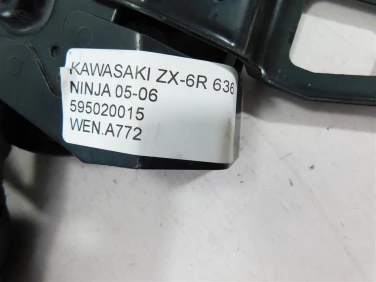 KAWASAKI ZX-6R 636
NINJA 05-06
595020015
WEN.A772